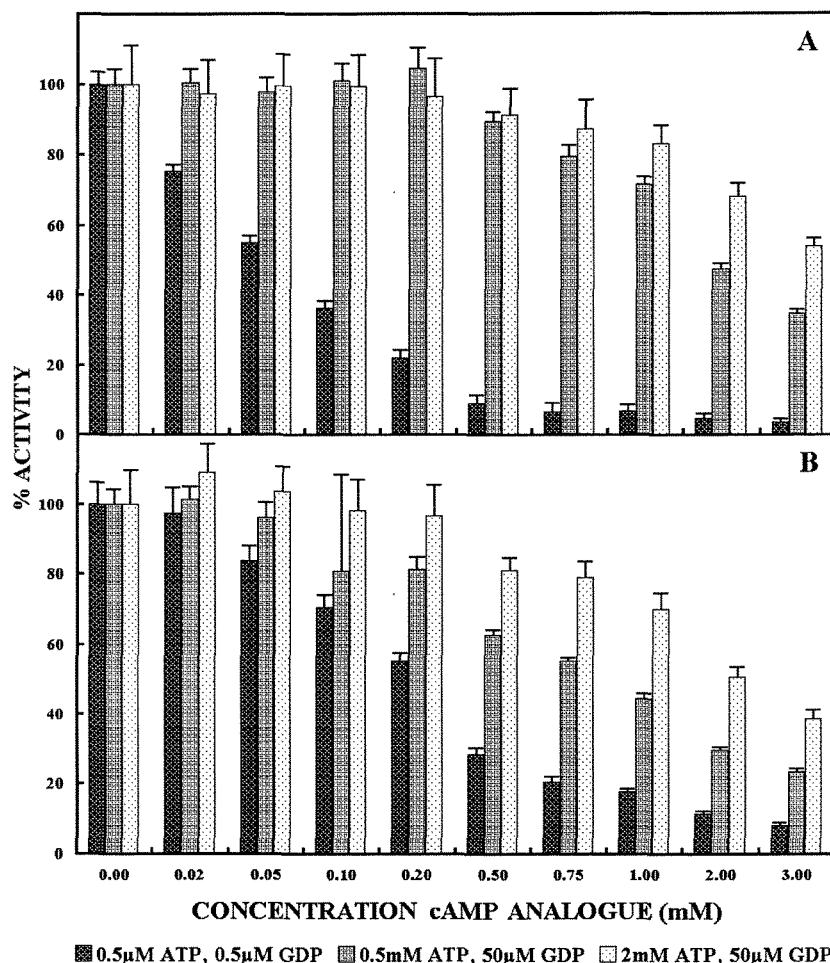 A
100
80
60
40
20
0
% ACTIVITY
B
100
80
60
40
20
0
0.00 0.02 0.05 0.10 0.20 0.50 0.75 1.00 2.00 3.00
CONCENTRATION cAMP ANALOGUE (mM)
0.5µM ATP, 0.5µM GDP 0.5mM ATP, 50µM GDP 2mM ATP, 50µM GDP